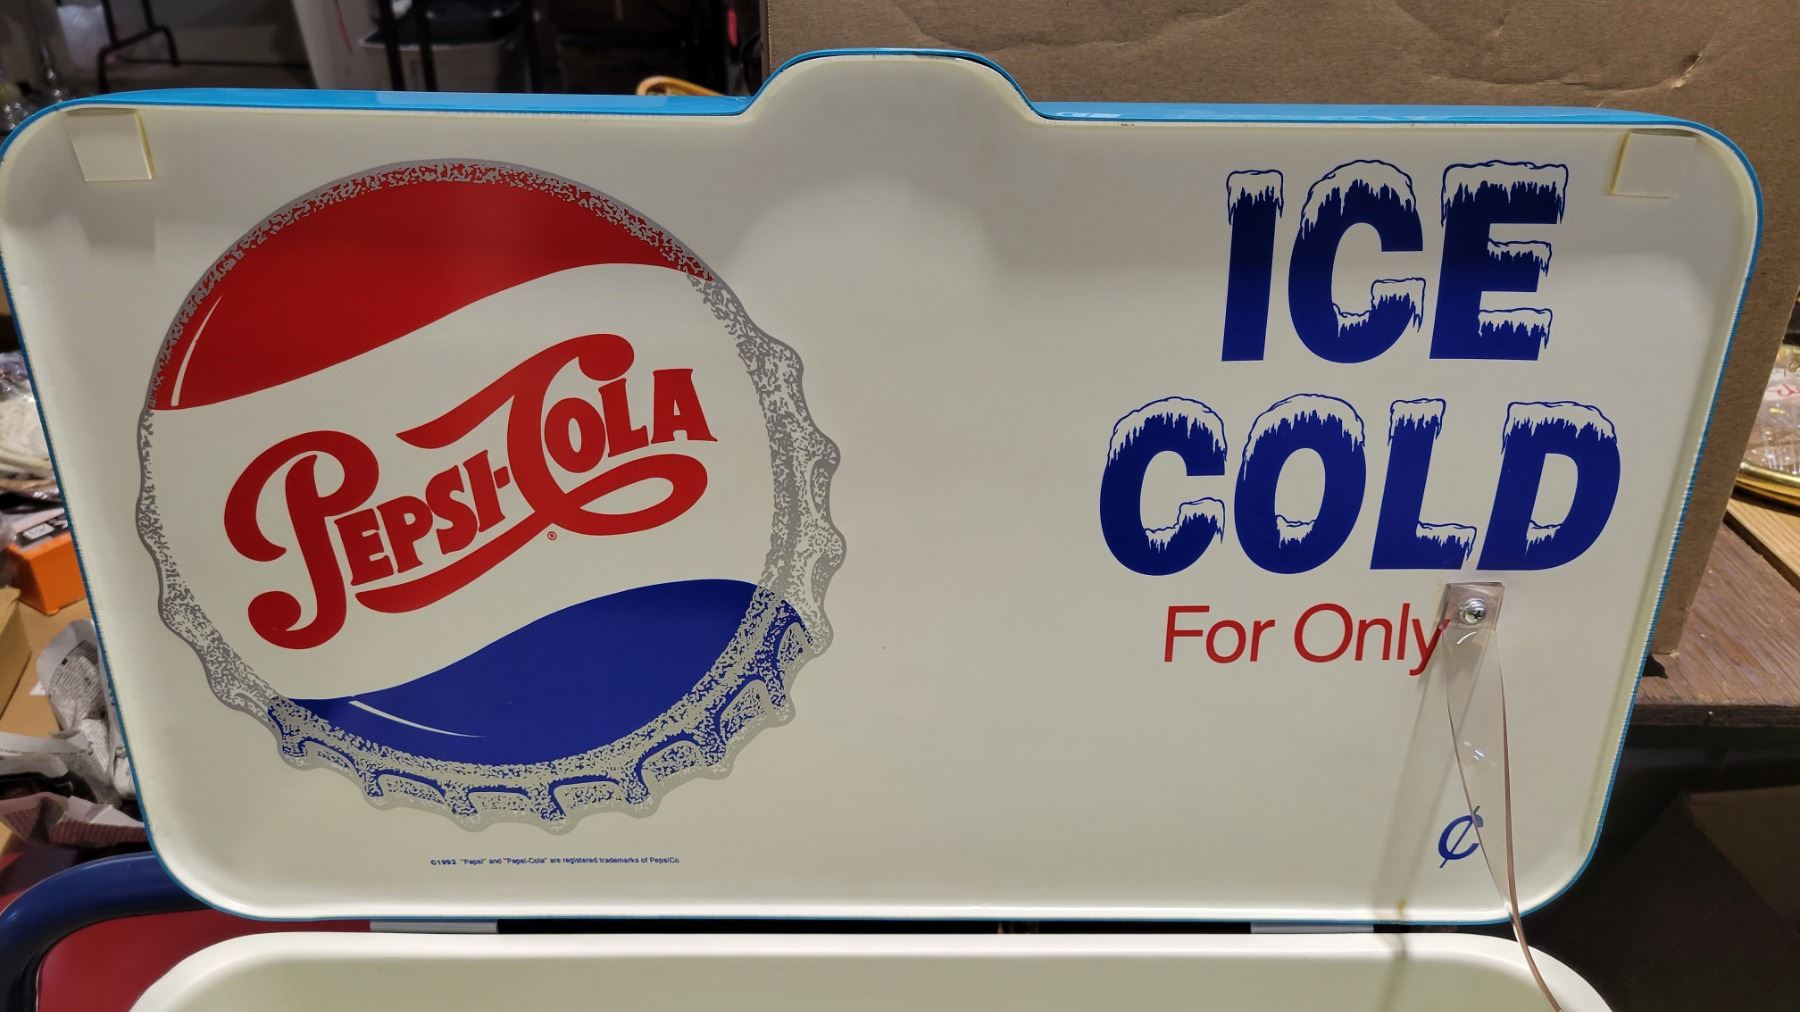 PEPSI-COLA®
ICE
COLD
For Only
¢
©1992 "Pepsi" and "Pepsi-Cola" are registered trademarks of PepsiCo